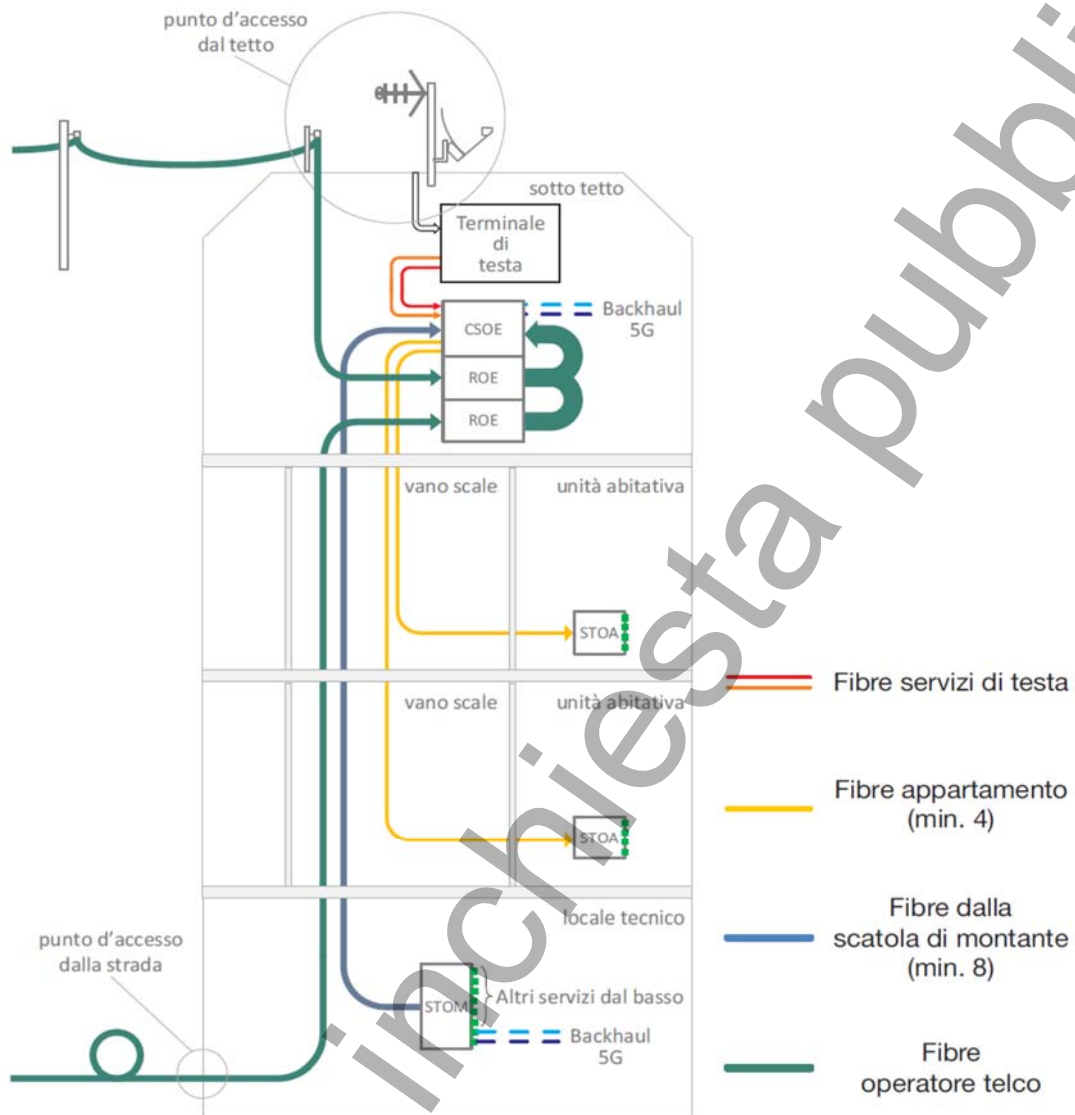 punto d'accesso
dal tetto
sotto tetto
Terminale
di
testa
CSOE
Backhaul
5G
ROE
ROE
vano scale
unità abitativa
STOA
vano scale
unità abitativa
STOA
locale tecnico
punto d'accesso
dalla strada
STOM
Altri servizi dal basso
Backhaul
5G
Fibre servizi di testa
Fibre appartamento
(min. 4)
Fibre dalla
scatola di montante
(min. 8)
Fibre
operatore telco
inchiesta pubbli